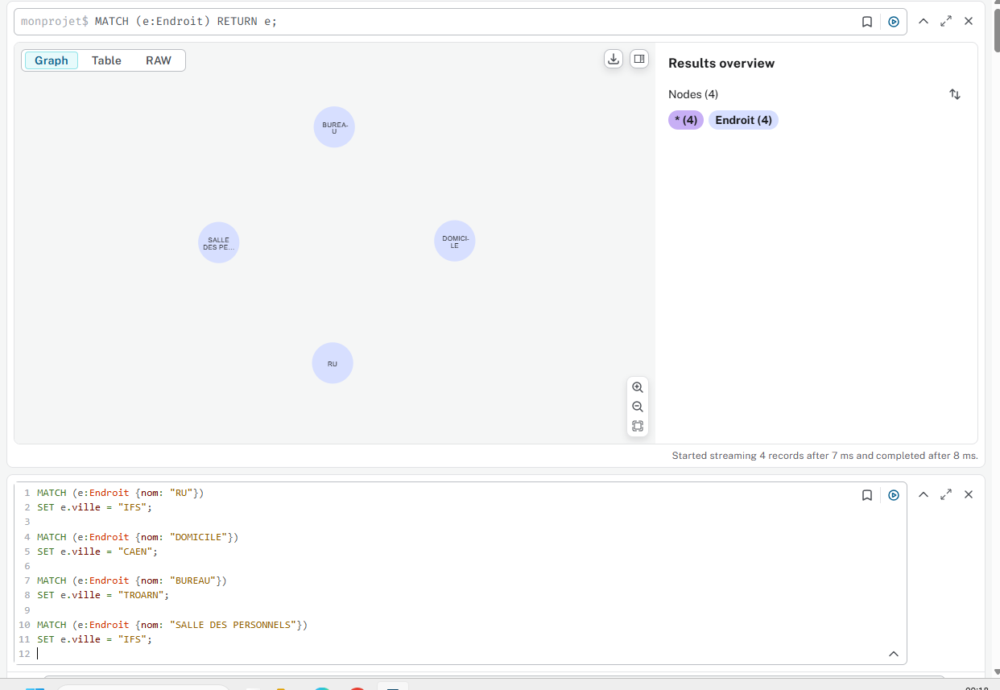 monprojet$ MATCH (e:Endroit) RETURN e;
Graph Table RAW
Results overview
Nodes (4)
* (4) Endroit (4)
BUREA-
U
SALLE
DES PE...
DOMICI-
LE
RU
Started streaming 4 records after 7 ms and completed after 8 ms.
1 MATCH (e:Endroit {nom: "RU"})
2 SET e.ville = "IFS";
3
4 MATCH (e:Endroit {nom: "DOMICILE"})
5 SET e.ville = "CAEN";
6
7 MATCH (e:Endroit {nom: "BUREAU"})
8 SET e.ville = "TROARN";
9
10 MATCH (e:Endroit {nom: "SALLE DES PERSONNELS"})
11 SET e.ville = "IFS";
12